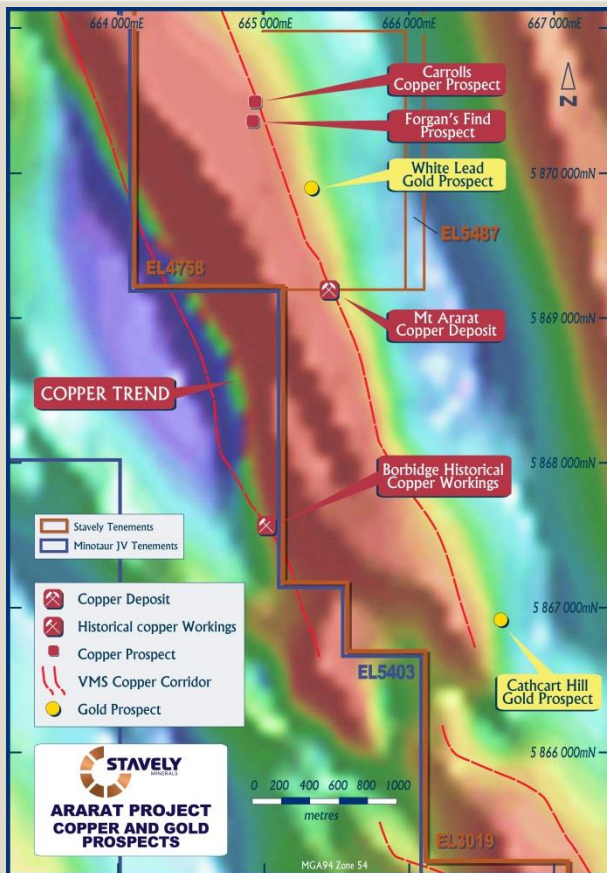 664 000mE
665 000mE
666 000mE
667 000mE
Carrolls
Copper Prospect
N
Forgan's Find
Prospect
White Lead
Gold Prospect
5 870 000mN
EL5487
EL4758
Mt Ararat
Copper Deposit
5 869 000mN
COPPER TREND
Borbidge Historical
Copper Workings
5 868 000mN
Stavely Tenements
Minotaur JV Tenements
Copper Deposit
Historical copper Workings
Copper Prospect
VMS Copper Corridor
Gold Prospect
5 867 000mN
EL5403
Cathcart Hill
Gold Prospect
5 866 000mN
STAVELY
MINERALS
ARARAT PROJECT
COPPER AND GOLD
PROSPECTS
0 200 400 600 800 1000
metres
EL3019
MGA94 Zone 54